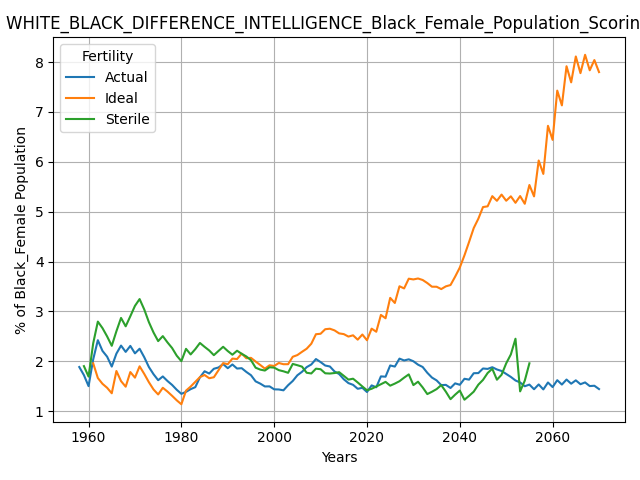 WHITE_BLACK_DIFFERENCE_INTELLIGENCE_Black_Female_Population_Scorin
Fertility
Actual
Ideal
Sterile
% of Black_Female Population
8
7
6
5
4
3
2
1
1960 1980 2000 2020 2040 2060
Years